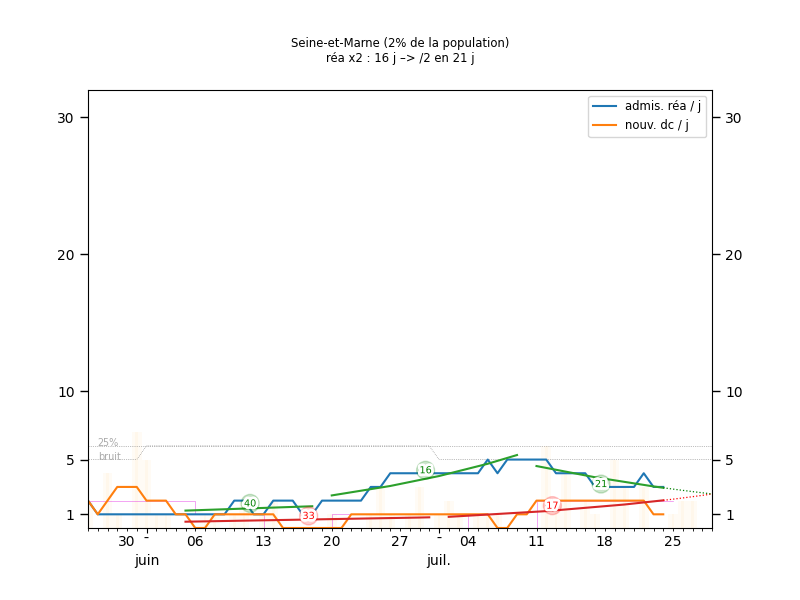 Seine-et-Marne (2% de la population)
réa x2 : 16 j –> /2 en 21 j
admis. réa / j
nouv. dc / j
30 30
20 20
10 10
5 5
1 1
25%
bruit
40
33
16
17
21
30 - 06 13 20 27 - 04 11 18 25
juin juil.